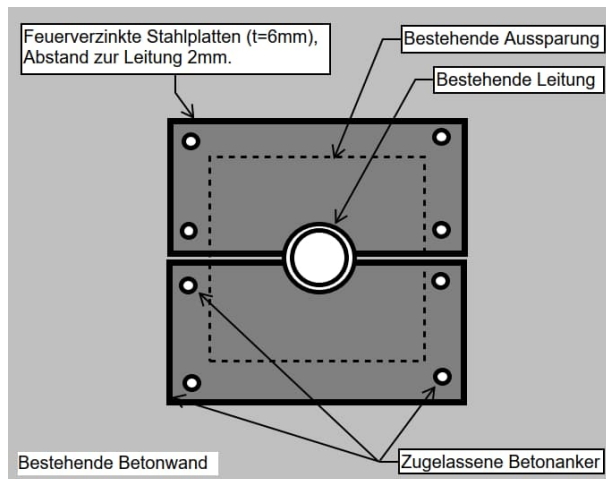 Feuerverzinkte Stahlplatten (t=6mm),
Abstand zur Leitung 2mm.
Bestehende Aussparung
Bestehende Leitung
Bestehende Betonwand
Zugelassene Betonanker